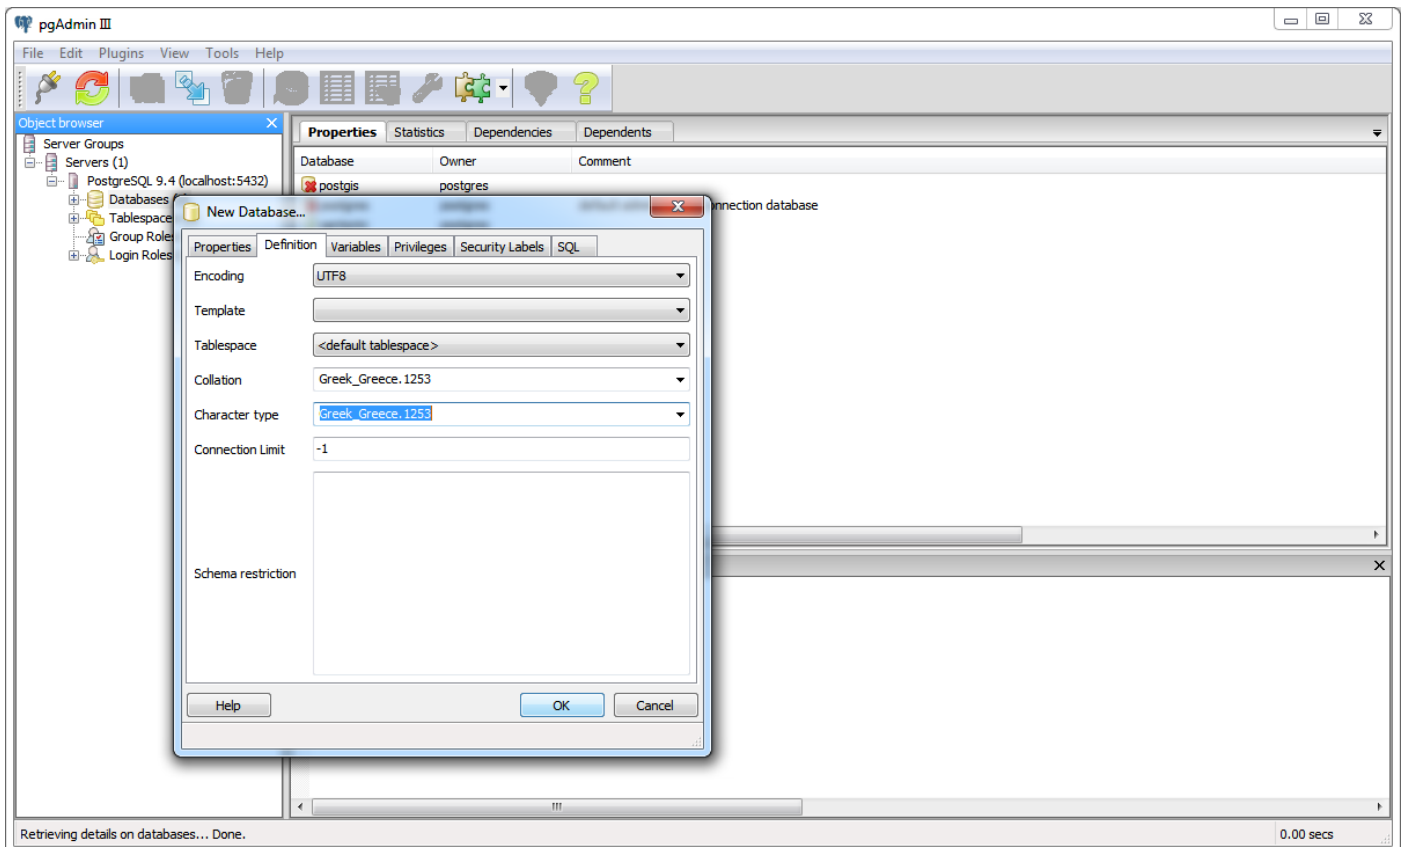 pgAdmin III
File Edit Plugins View Tools Help
Object browser
Server Groups
Servers (1)
PostgreSQL 9.4 (localhost:5432)
Databases
Tablespace
Group Role
Login Roles
Properties Statistics Dependencies Dependents
Database Owner Comment
postgis postgres
nnection database
New Database...
Properties Definition Variables Privileges Security Labels SQL
Encoding UTF8
Template
Tablespace <default tablespace>
Collation Greek_Greece.1253
Character type Greek_Greece.1253
Connection Limit -1
Schema restriction
Help OK Cancel
Retrieving details on databases... Done. 0.00 secs